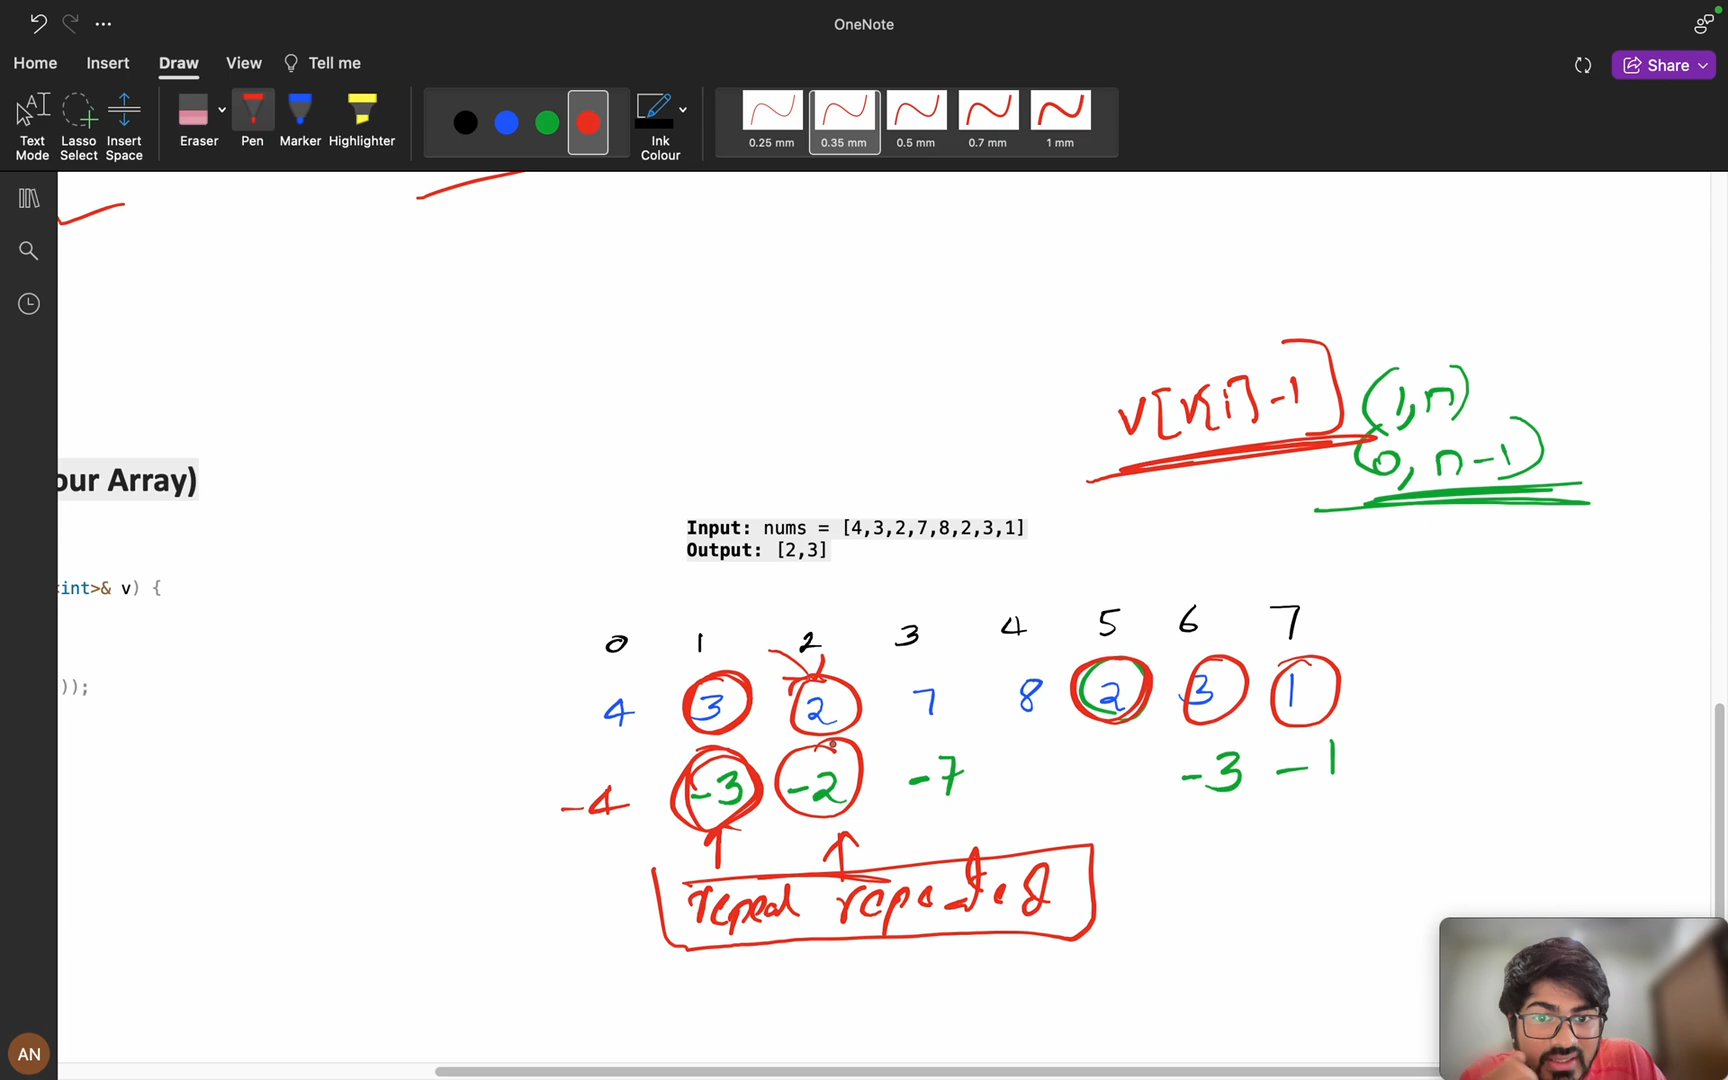 OneNote
Home Insert Draw View Tell me
Share
Text Mode
Lasso Select
Insert Space
Eraser
Pen
Marker
Highlighter
Ink Colour
0.25 mm
0.35 mm
0.5 mm
0.7 mm
1 mm
v[v[i]-1] (1,n)
(0, n-1)
our Array)
Input: nums = [4,3,2,7,8,2,3,1]
Output: [2,3]
<int>& v) {
0 1 2 3 4 5 6 7
));
4 3 2 7 8 2 3 1
-4 -3 -2 -7 -3 -1
repeat repeated
AN